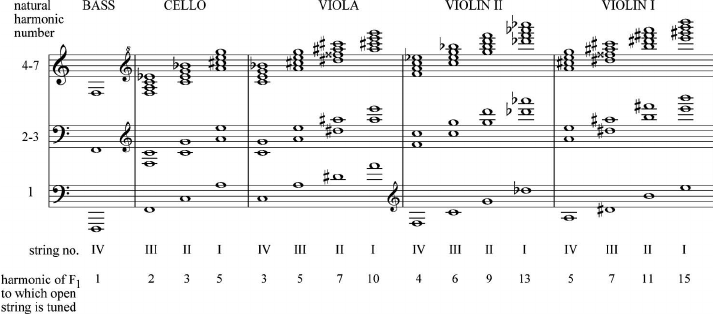 natural BASS CELLO VIOLA VIOLIN II VIOLIN I
harmonic
number
4-7
2-3
1
string no. IV III II I IV III II I IV III II I IV III II I
harmonic of F1 1 2 3 5 3 5 7 10 4 6 9 13 5 7 11 15
to which open
string is tuned